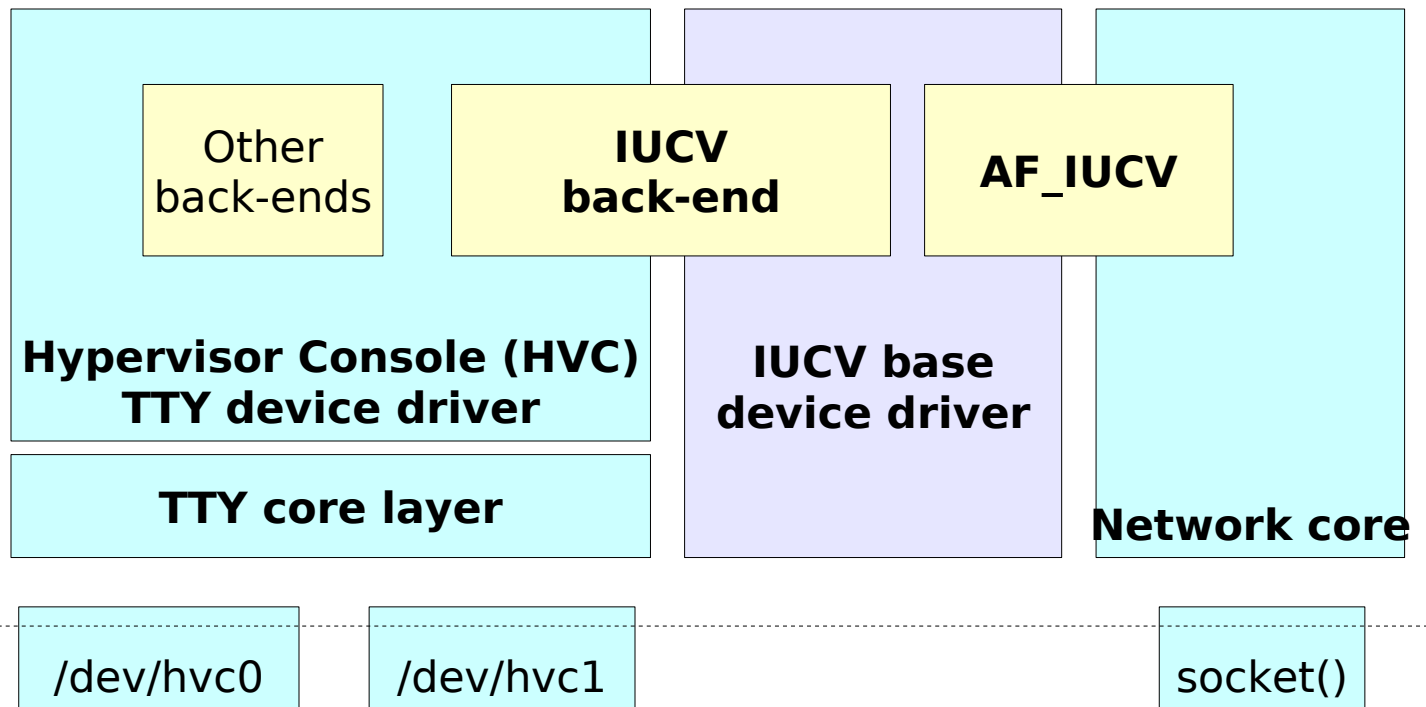 Other
back-ends
IUCV
back-end
AF_IUCV
Hypervisor Console (HVC)
TTY device driver
IUCV base
device driver
TTY core layer
Network core
/dev/hvc0
/dev/hvc1
socket()